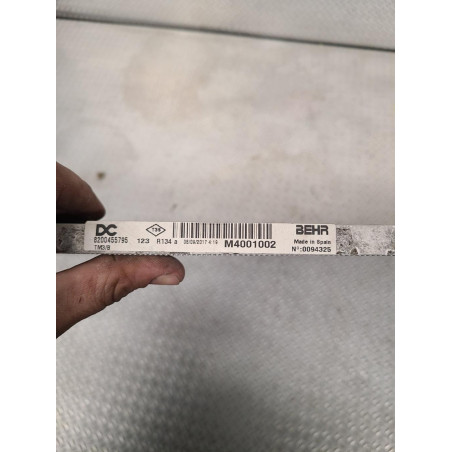 DC
8200455795
TMB/B
123 R134 a
M4001002
BEHR
Made in Spain
Nº:0094325